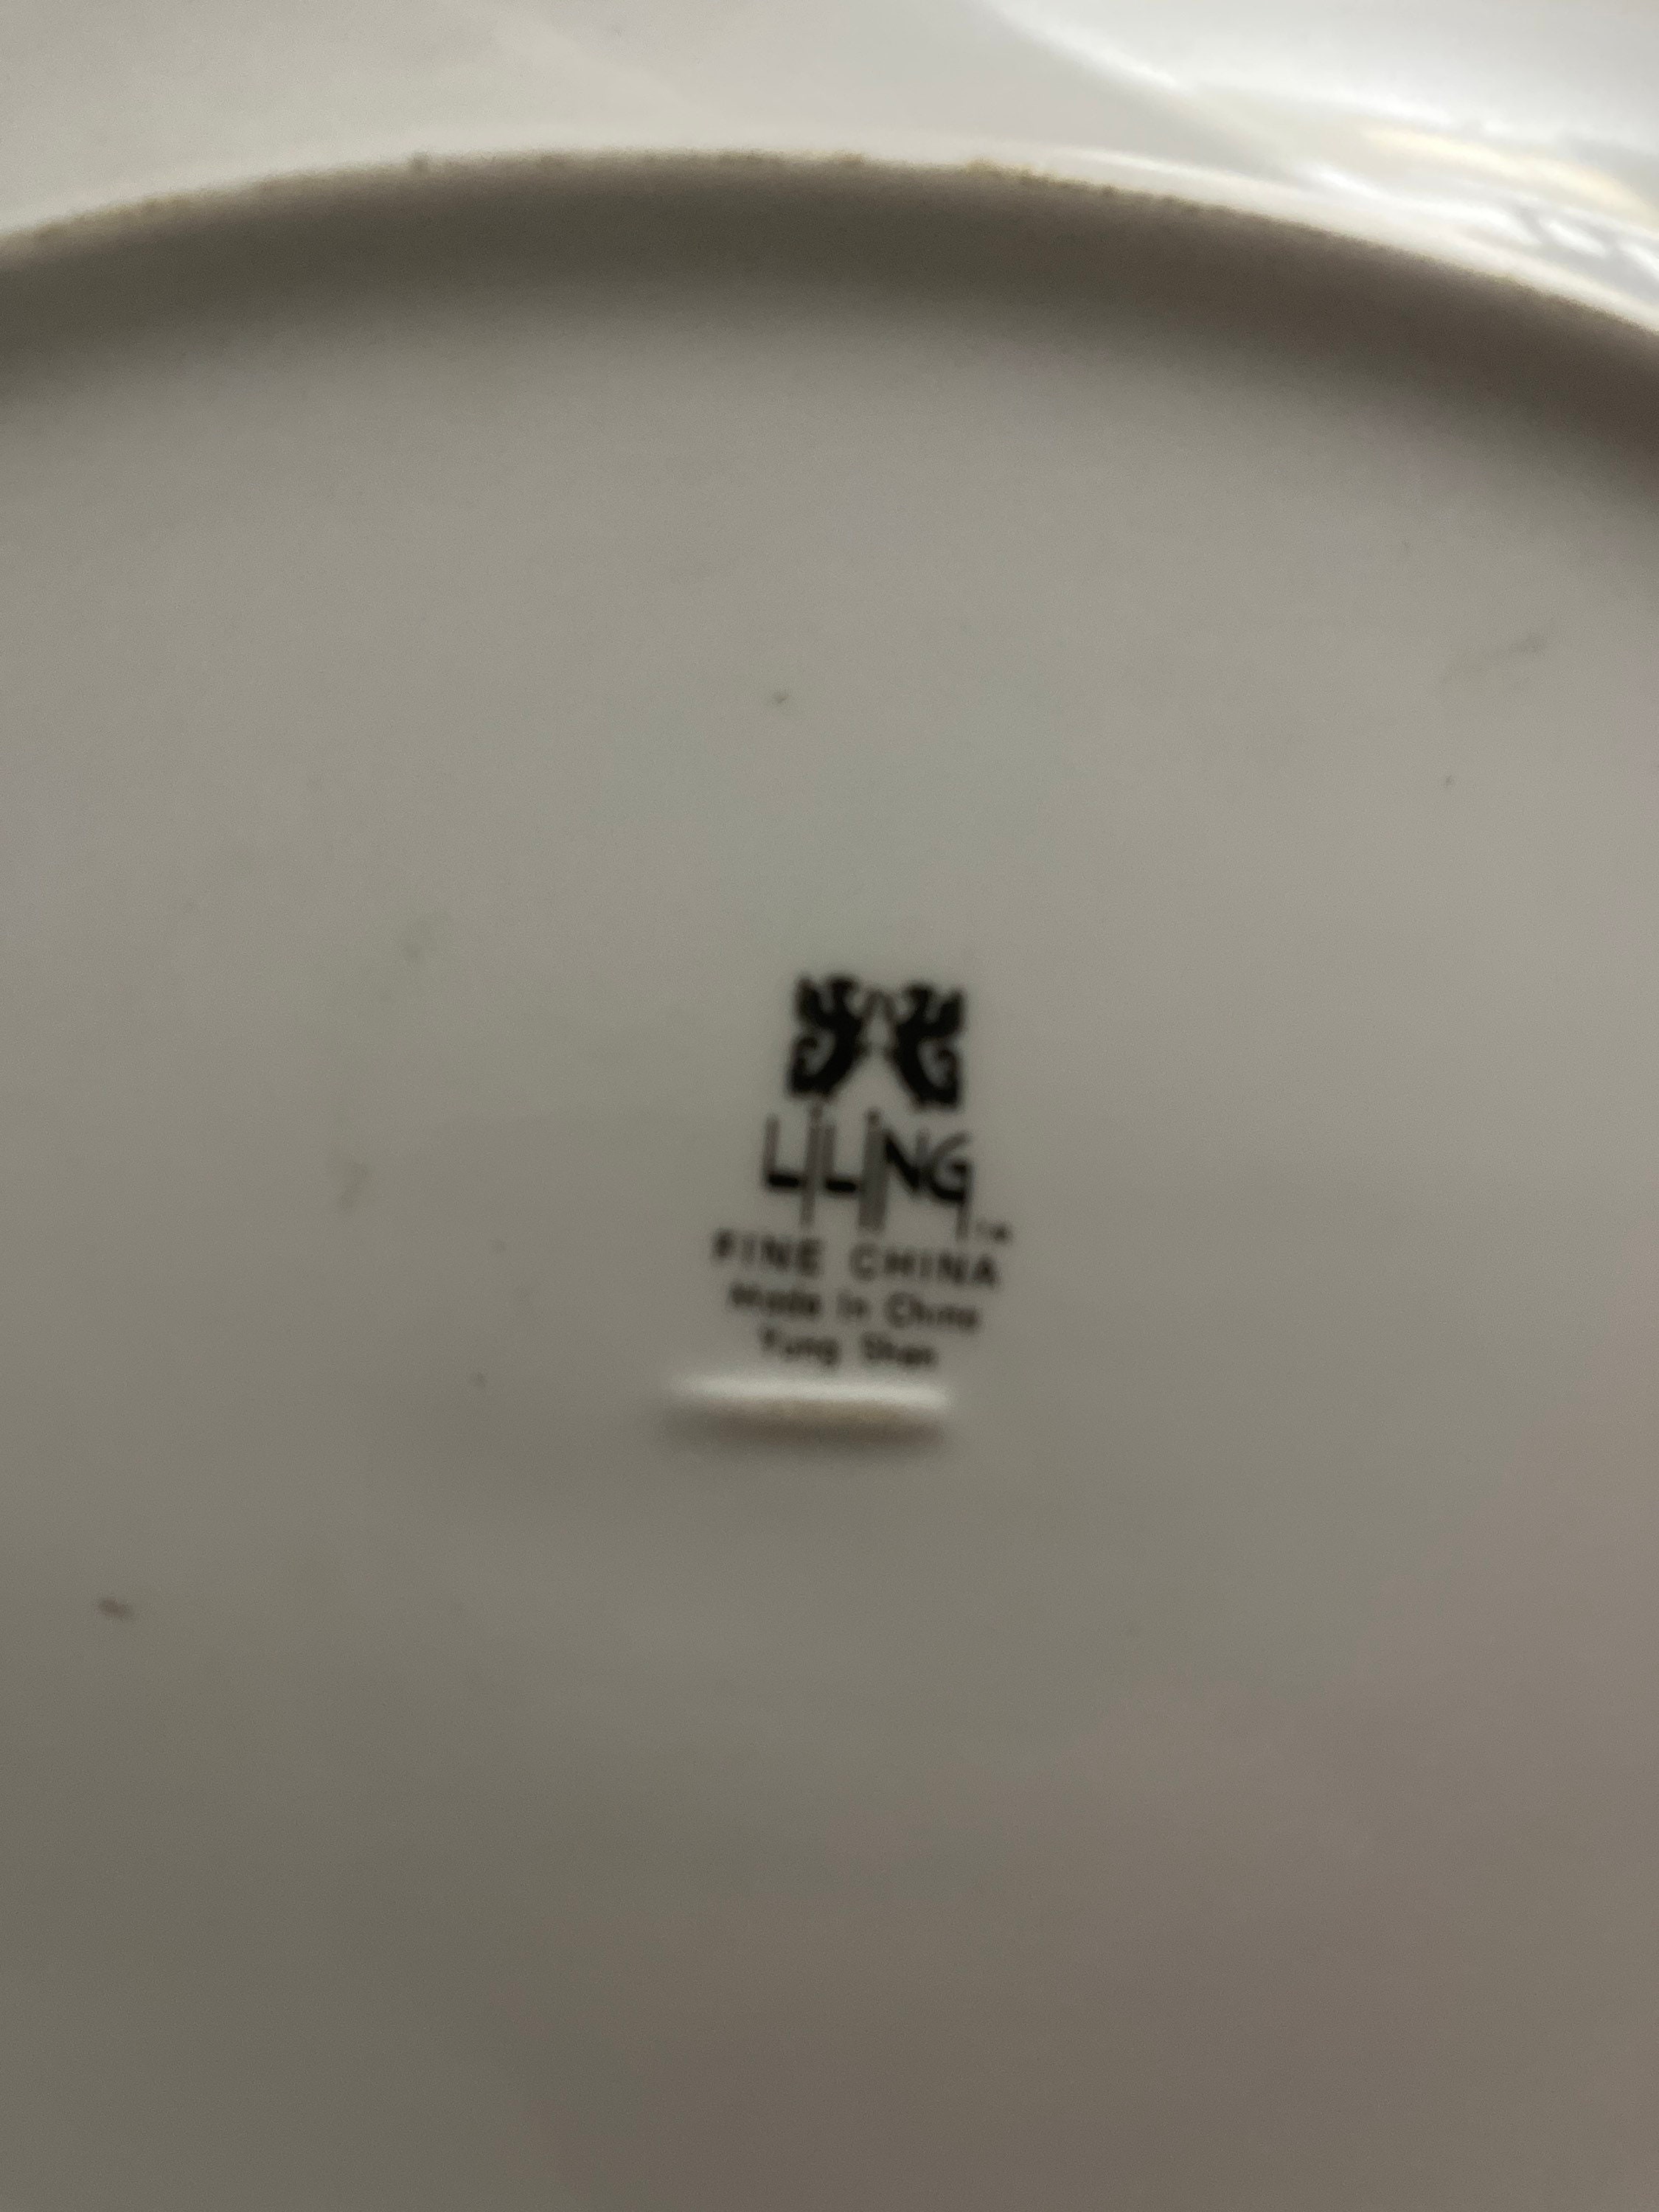 LiLiNG TM
FINE CHINA
Made in China
Yung Shan